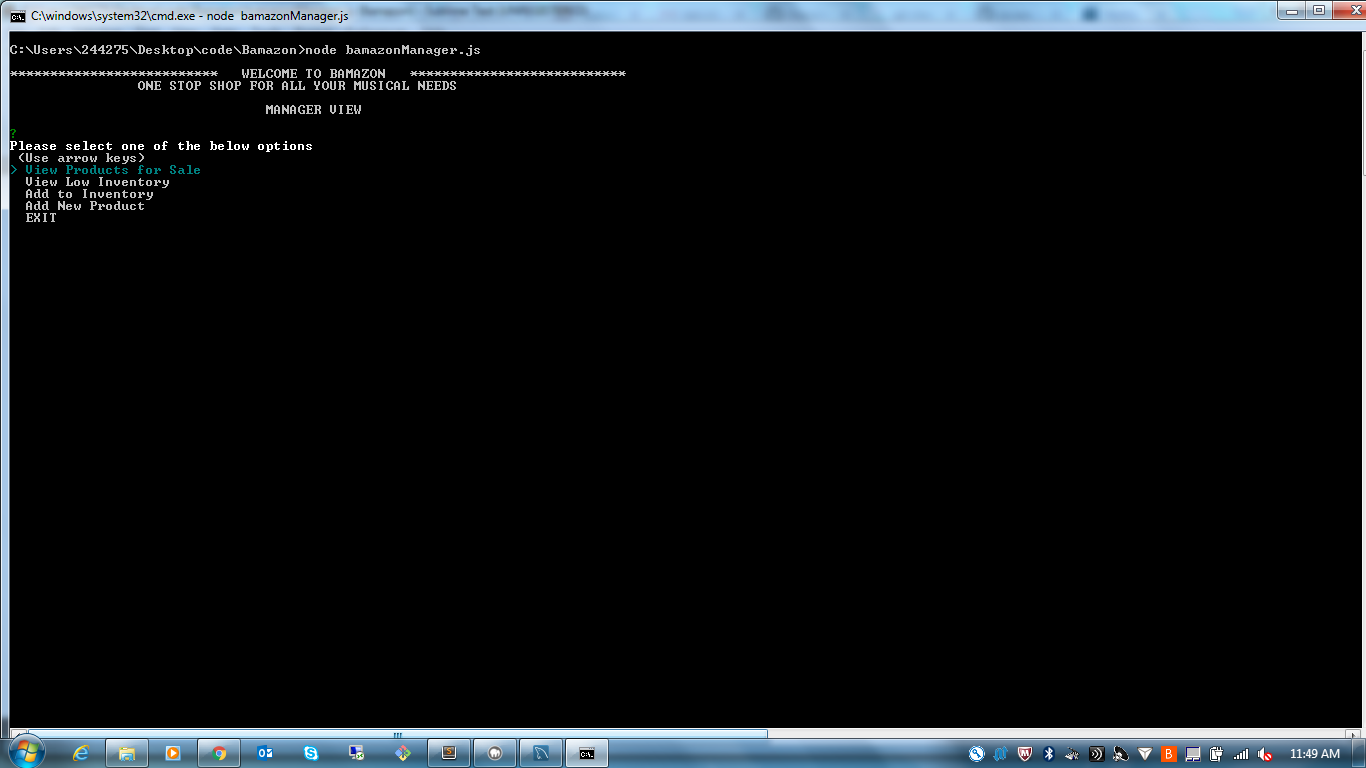 C:\windows\system32\cmd.exe - node  bamazonManager.js
C:\Users\244275\Desktop\code\Bamazon>node bamazonManager.js
**************************   WELCOME TO BAMAZON   ***************************
ONE STOP SHOP FOR ALL YOUR MUSICAL NEEDS
MANAGER VIEW
?
Please select one of the below options
(Use arrow keys)
> View Products for Sale
View Low Inventory
Add to Inventory
Add New Product
EXIT
11:49 AM